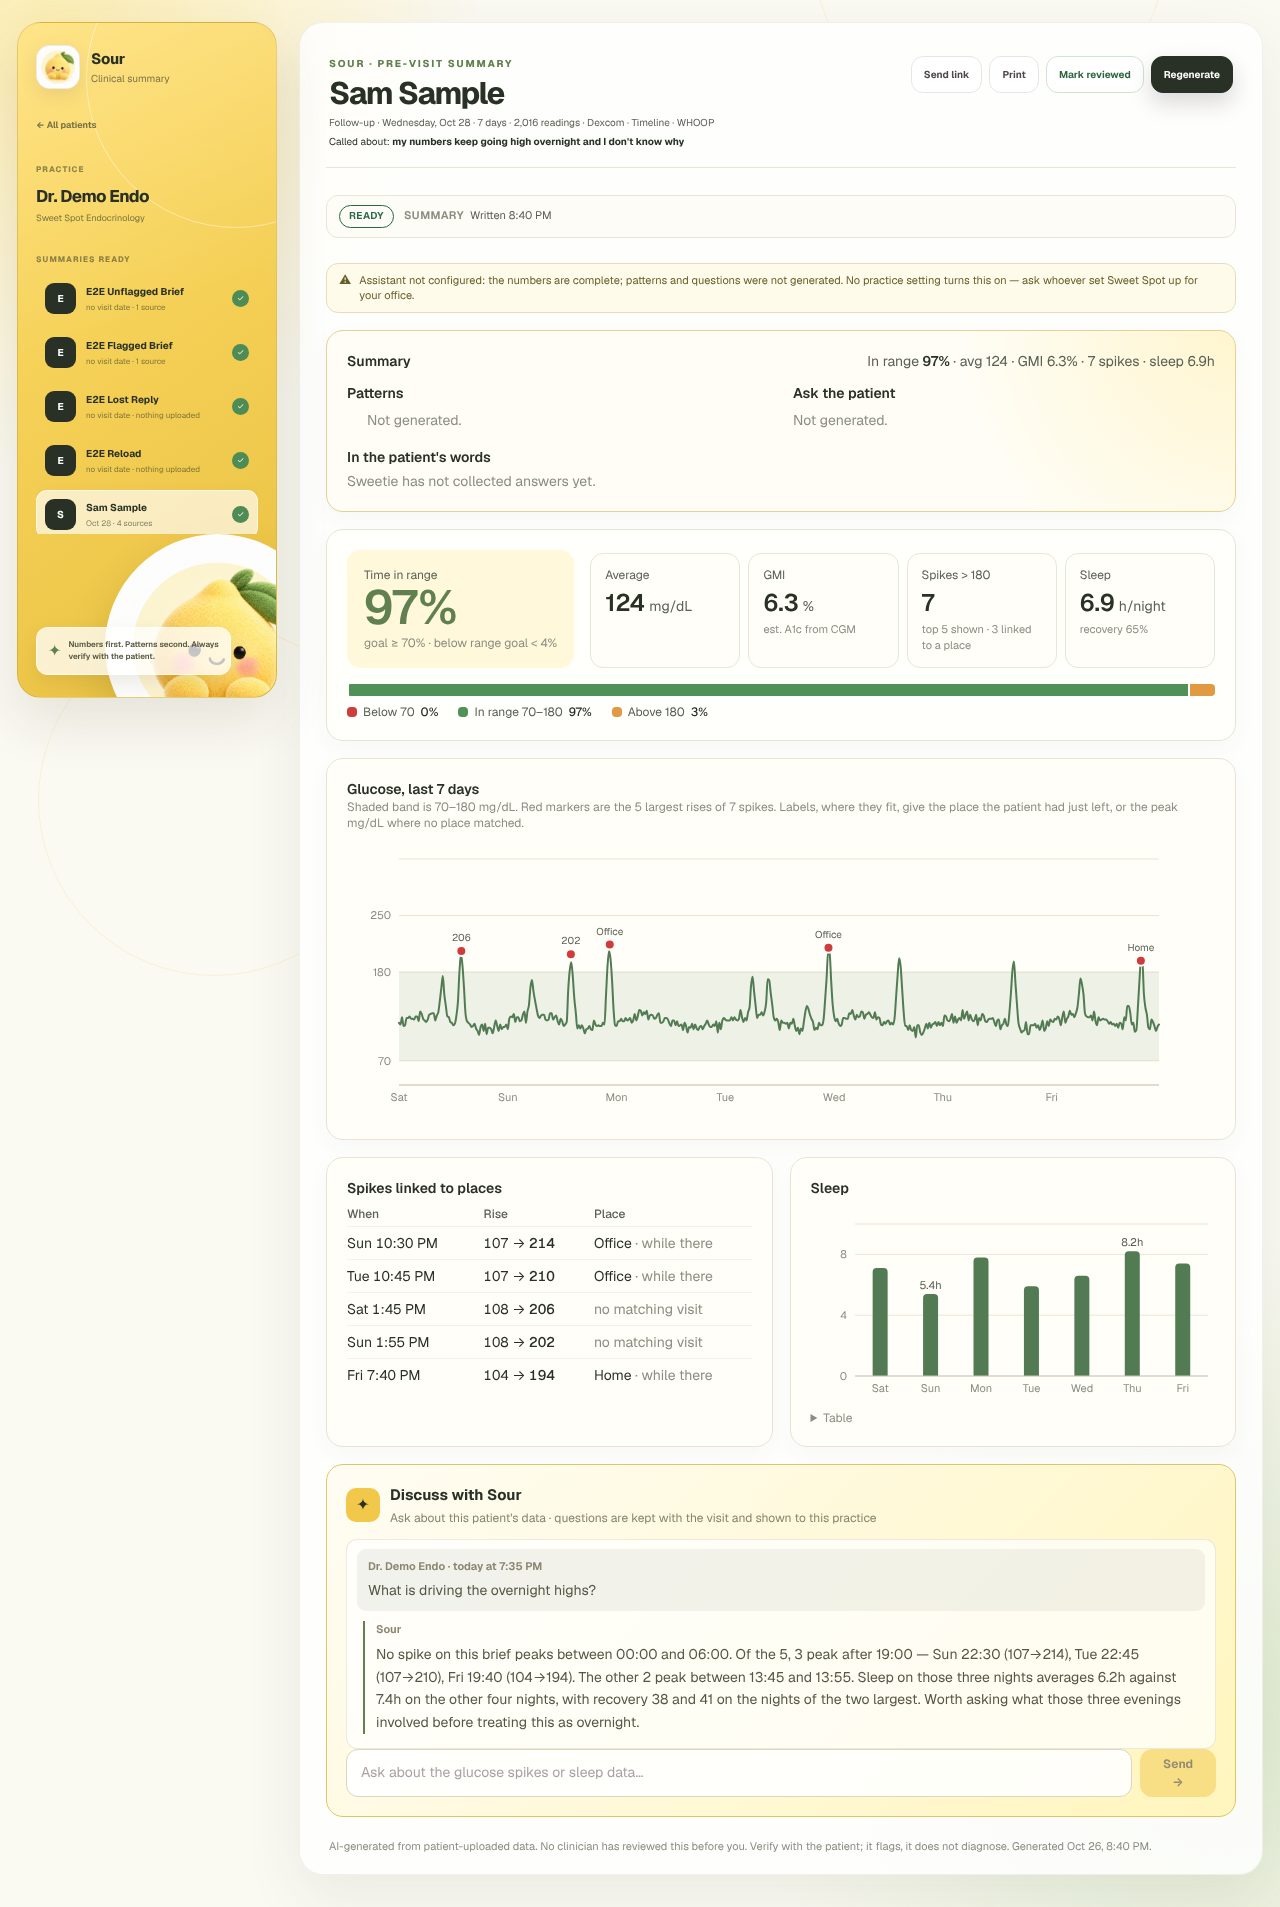 Sour
Clinical summary
← All patients
PRACTICE
Dr. Demo Endo
Sweet Spot Endocrinology
SUMMARIES READY
E
E2E Unflagged Brief
no visit date · 1 source
E
E2E Flagged Brief
no visit date · 1 source
E
E2E Lost Reply
no visit date · nothing uploaded
E
E2E Reload
no visit date · nothing uploaded
S
Sam Sample
Oct 28 · 4 sources
Numbers first. Patterns second. Always
verify with the patient.
SOUR · PRE-VISIT SUMMARY
Sam Sample
Follow-up · Wednesday, Oct 28 · 7 days · 2,016 readings · Dexcom · Timeline · WHOOP
Called about: my numbers keep going high overnight and I don't know why
Send link
Print
Mark reviewed
Regenerate
READY SUMMARY Written 8:40 PM
Assistant not configured: the numbers are complete; patterns and questions were not generated. No practice setting turns this on — ask whoever set Sweet Spot up for
your office.
Summary
In range 97% · avg 124 · GMI 6.3% · 7 spikes · sleep 6.9h
Patterns
Not generated.
Ask the patient
Not generated.
In the patient's words
Sweetie has not collected answers yet.
Time in range
97%
goal ≥ 70% · below range goal < 4%
Average
124 mg/dL
GMI
6.3 %
est. A1c from CGM
Spikes > 180
7
top 5 shown · 3 linked
to a place
Sleep
6.9 h/night
recovery 65%
Below 70 0% In range 70–180 97% Above 180 3%
Glucose, last 7 days
Shaded band is 70–180 mg/dL. Red markers are the 5 largest rises of 7 spikes. Labels, where they fit, give the place the patient had just left, or the peak
mg/dL where no place matched.
250
180
70
206
202
Office
Office
Home
Sat Sun Mon Tue Wed Thu Fri
Spikes linked to places
When Rise Place
Sun 10:30 PM 107 → 214 Office · while there
Tue 10:45 PM 107 → 210 Office · while there
Sat 1:45 PM 108 → 206 no matching visit
Sun 1:55 PM 108 → 202 no matching visit
Fri 7:40 PM 104 → 194 Home · while there
Sleep
8
4
0
5.4h
8.2h
Sat Sun Mon Tue Wed Thu Fri
▶ Table
Discuss with Sour
Ask about this patient's data · questions are kept with the visit and shown to this practice
Dr. Demo Endo · today at 7:35 PM
What is driving the overnight highs?
Sour
No spike on this brief peaks between 00:00 and 06:00. Of the 5, 3 peak after 19:00 — Sun 22:30 (107→214), Tue 22:45
(107→210), Fri 19:40 (104→194). The other 2 peak between 13:45 and 13:55. Sleep on those three nights averages 6.2h against
7.4h on the other four nights, with recovery 38 and 41 on the nights of the two largest. Worth asking what those three evenings
involved before treating this as overnight.
Ask about the glucose spikes or sleep data...
Send
→
AI-generated from patient-uploaded data. No clinician has reviewed this before you. Verify with the patient; it flags, it does not diagnose. Generated Oct 26, 8:40 PM.